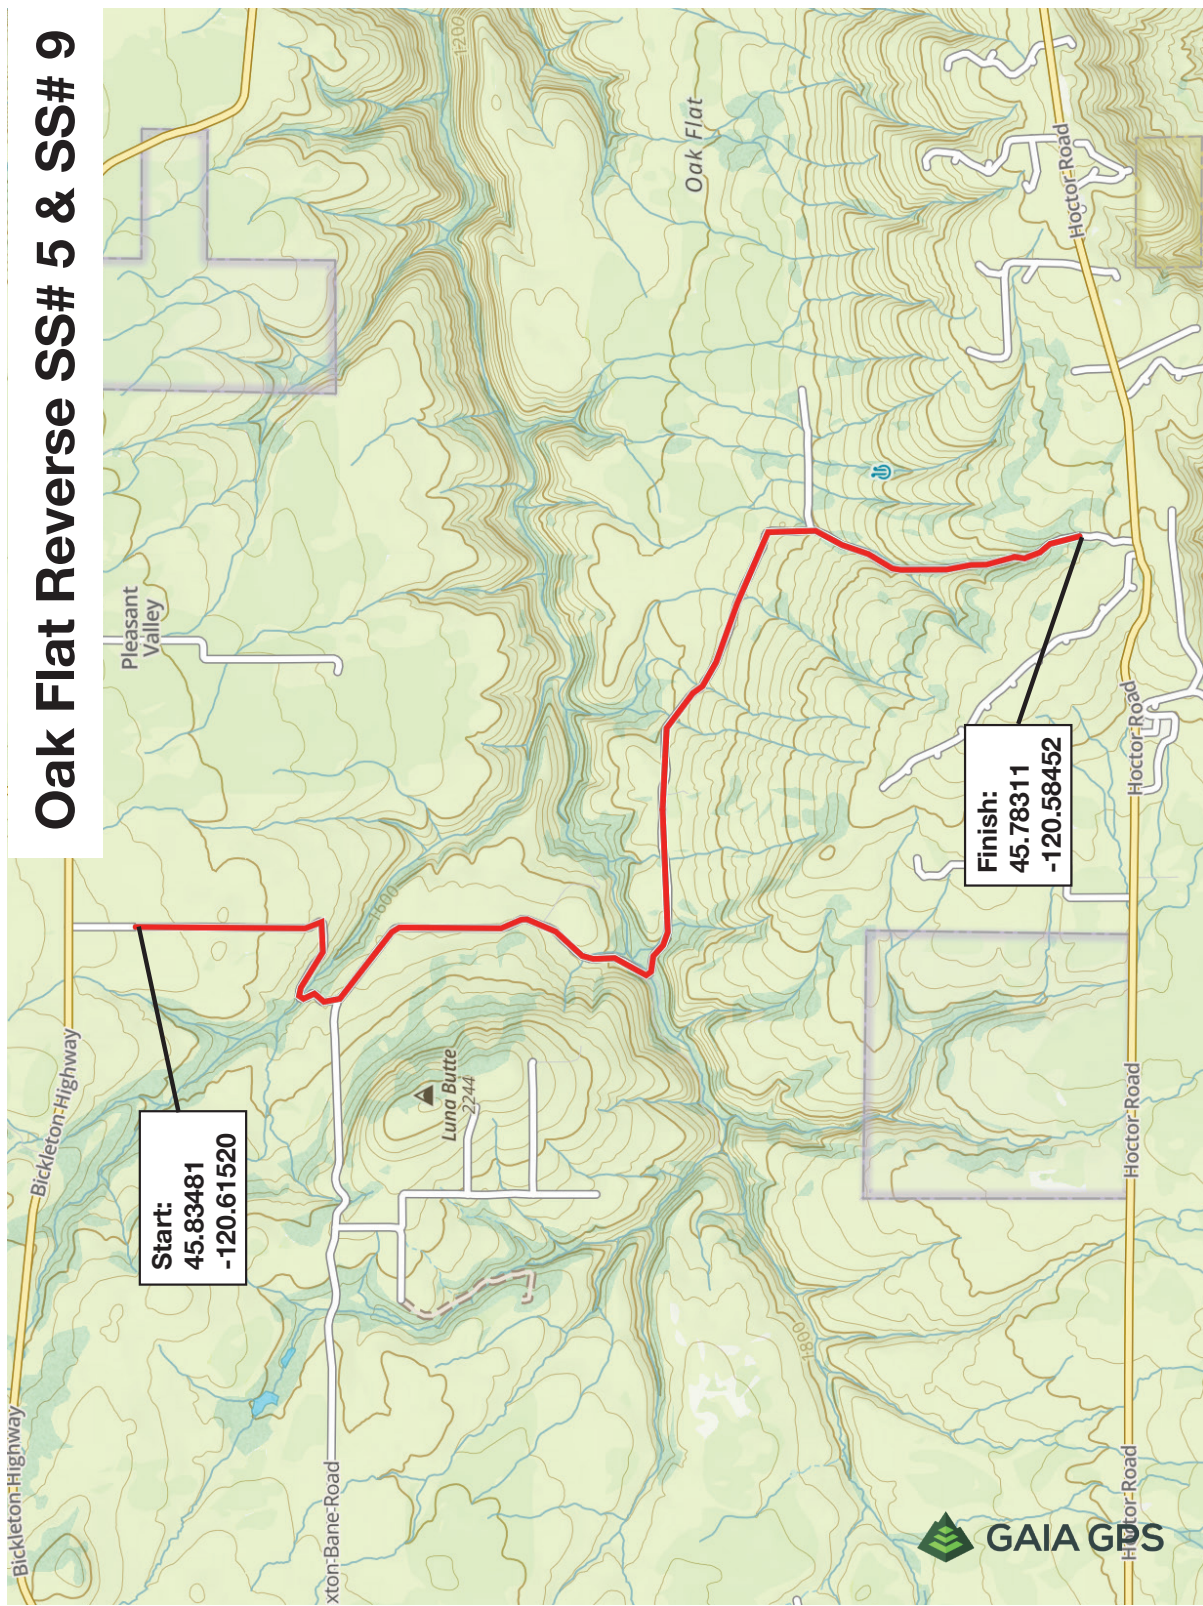 Oak Flat Reverse SS# 5 & SS# 9
Bickleton-Highway
Bickleton-Highway
Pleasant
Valley
Start:
45.83481
-120.61520
xton-Bane-Road
1600
1200
Luna Butte
2244
Oak Flat
1800
Finish:
45.78311
-120.58452
Hoctor-Road
Hoctor-Road
Hoctor-Road
Hoctor-Road
GAIA GPS